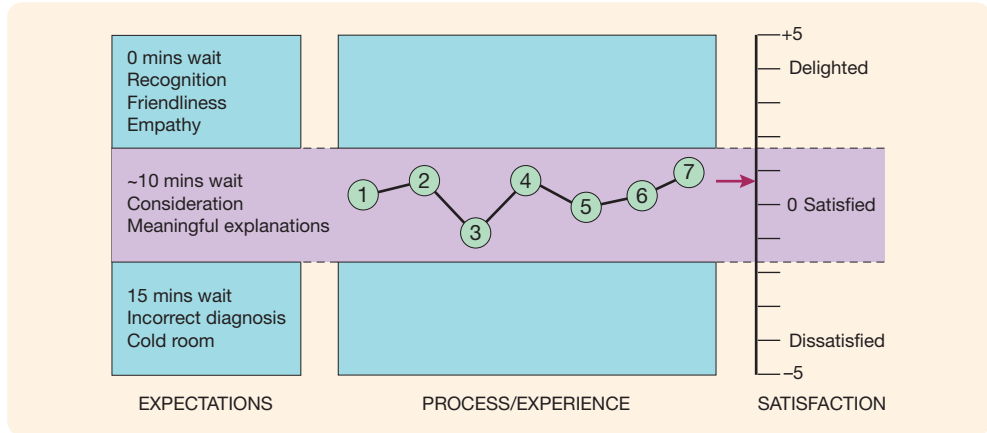 0 mins wait
Recognition
Friendliness
Empathy
~10 mins wait
Consideration
Meaningful explanations
15 mins wait
Incorrect diagnosis
Cold room
1
2
3
4
5
6
7
+5
Delighted
0 Satisfied
Dissatisfied
–5
EXPECTATIONS
PROCESS/EXPERIENCE
SATISFACTION